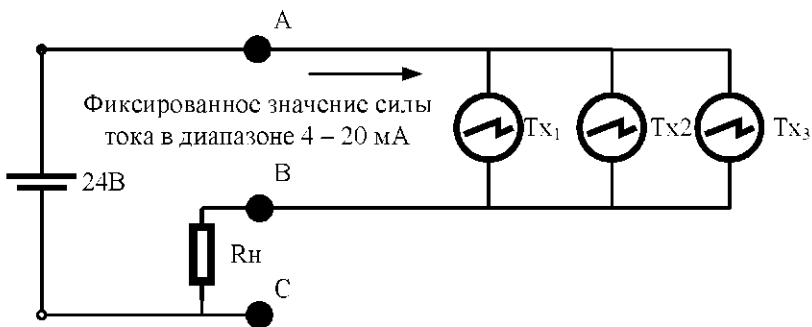 A
Фиксированное значение силы
тока в диапазоне 4 – 20 мА
Tx1
Tx2
Tx3
B
24В
Rн
C